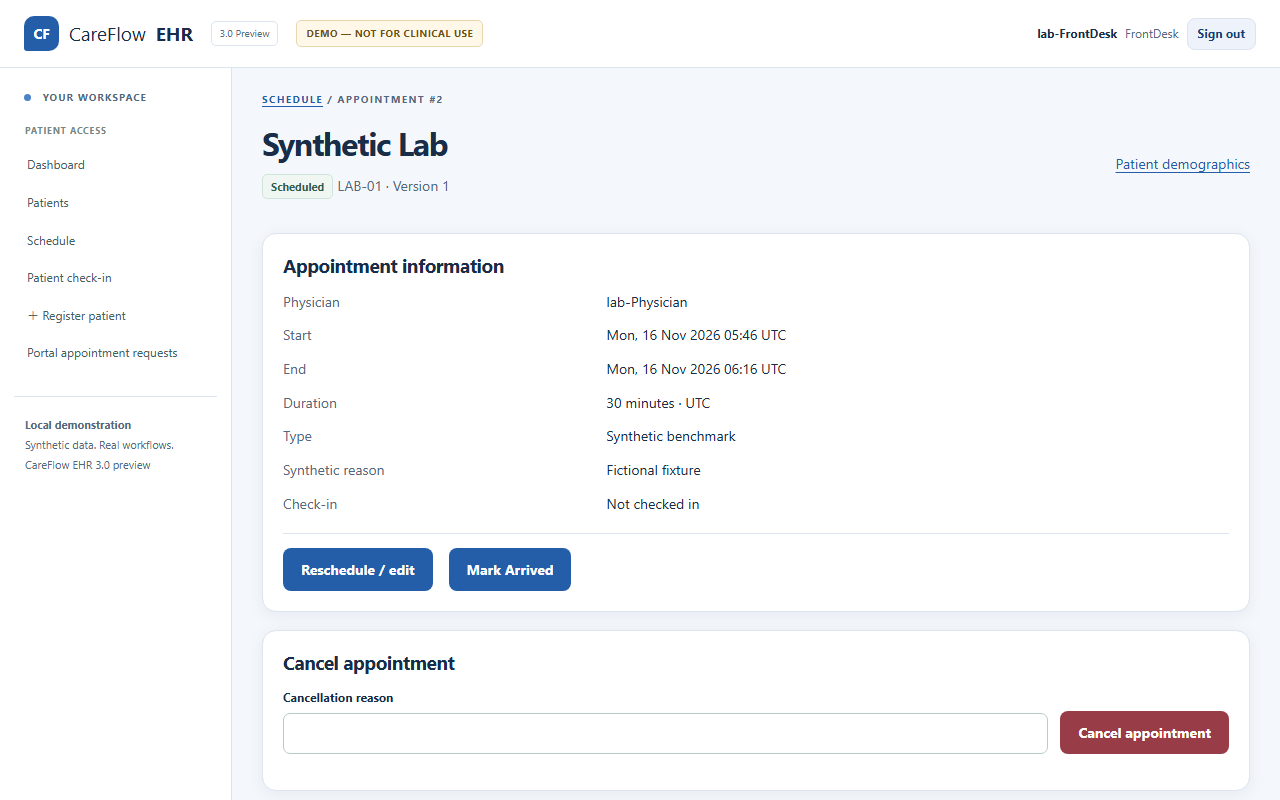 CF CareFlow EHR 3.0 Preview DEMO — NOT FOR CLINICAL USE lab-FrontDesk FrontDesk Sign out
YOUR WORKSPACE
PATIENT ACCESS
Dashboard
Patients
Schedule
Patient check-in
+ Register patient
Portal appointment requests
Local demonstration
Synthetic data. Real workflows.
CareFlow EHR 3.0 preview
SCHEDULE / APPOINTMENT #2
Synthetic Lab
Scheduled LAB-01 · Version 1
Patient demographics
Appointment information
Physician lab-Physician
Start Mon, 16 Nov 2026 05:46 UTC
End Mon, 16 Nov 2026 06:16 UTC
Duration 30 minutes · UTC
Type Synthetic benchmark
Synthetic reason Fictional fixture
Check-in Not checked in
Reschedule / edit Mark Arrived
Cancel appointment
Cancellation reason
Cancel appointment